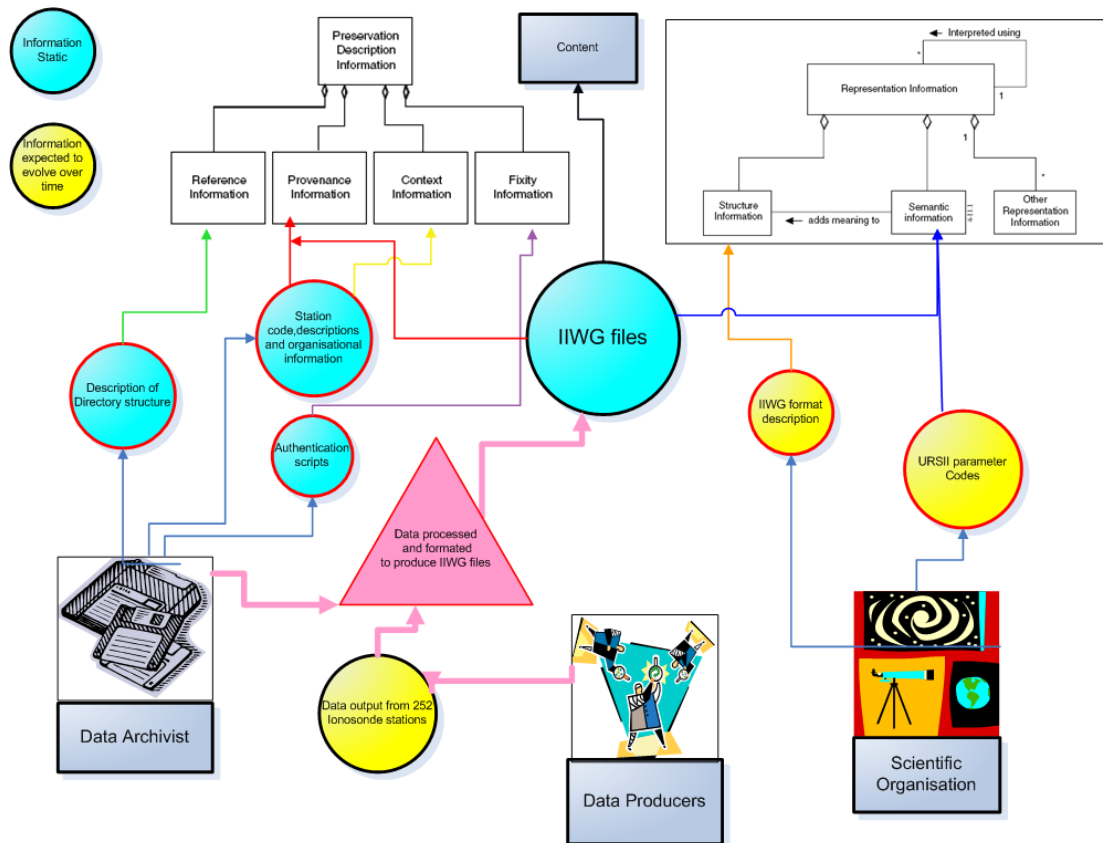 Information
Static
Information
expected to
evolve over
time
Preservation
Description
Information
Reference
Information
Provenance
Information
Context
Information
Fixity
Information
Content
Interpreted using
*
1
Representation Information
1
*
Structure
Information
adds meaning to
Semantic
information
Other
Representation
Information
Station
code,descriptions
and organisational
information
IIWG files
Description of
Directory structure
Authentication
scripts
IIWG format
description
URSII parameter
Codes
Data processed
and formated
to produce IIWG files
Data output from 252
Ionosonde stations
Data Archivist
Data Producers
Scientific
Organisation